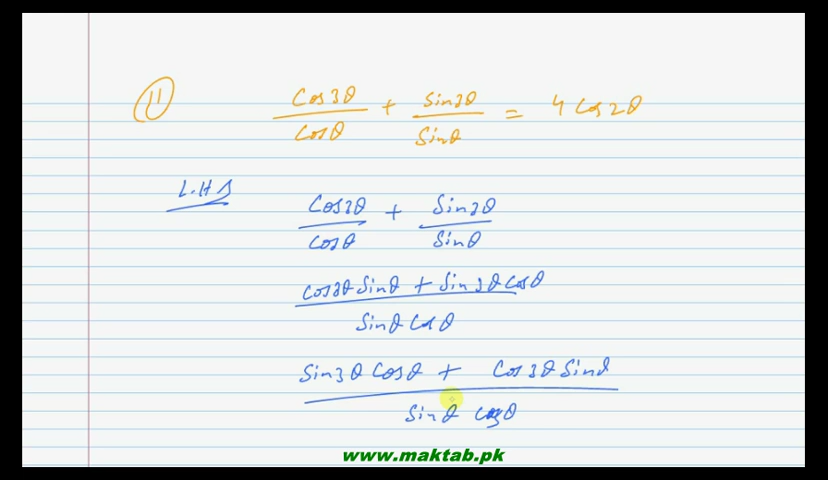 11 Cos3θ/Cosθ + Sin3θ/Sinθ = 4 Cos2θ
L.H.S Cos3θ/Cosθ + Sin3θ/Sinθ
Cos3θ Sinθ + Sin3θ Cosθ / Sinθ Cosθ
Sin3θ Cosθ + Cos3θ Sinθ / Sinθ Cosθ
www.maktab.pk